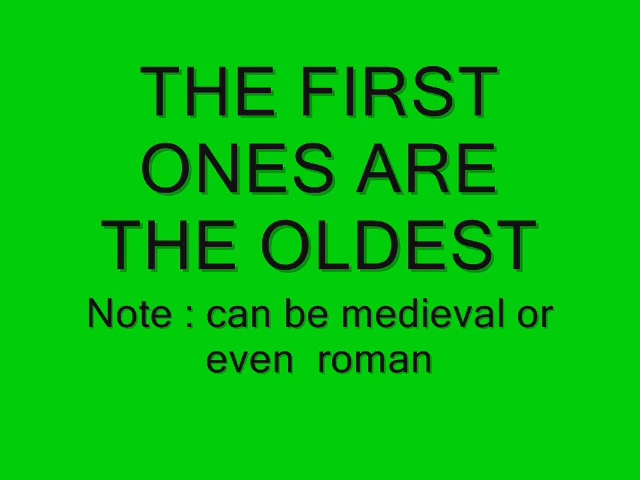 THE FIRST
ONES ARE
THE OLDEST
Note : can be medieval or
even  roman